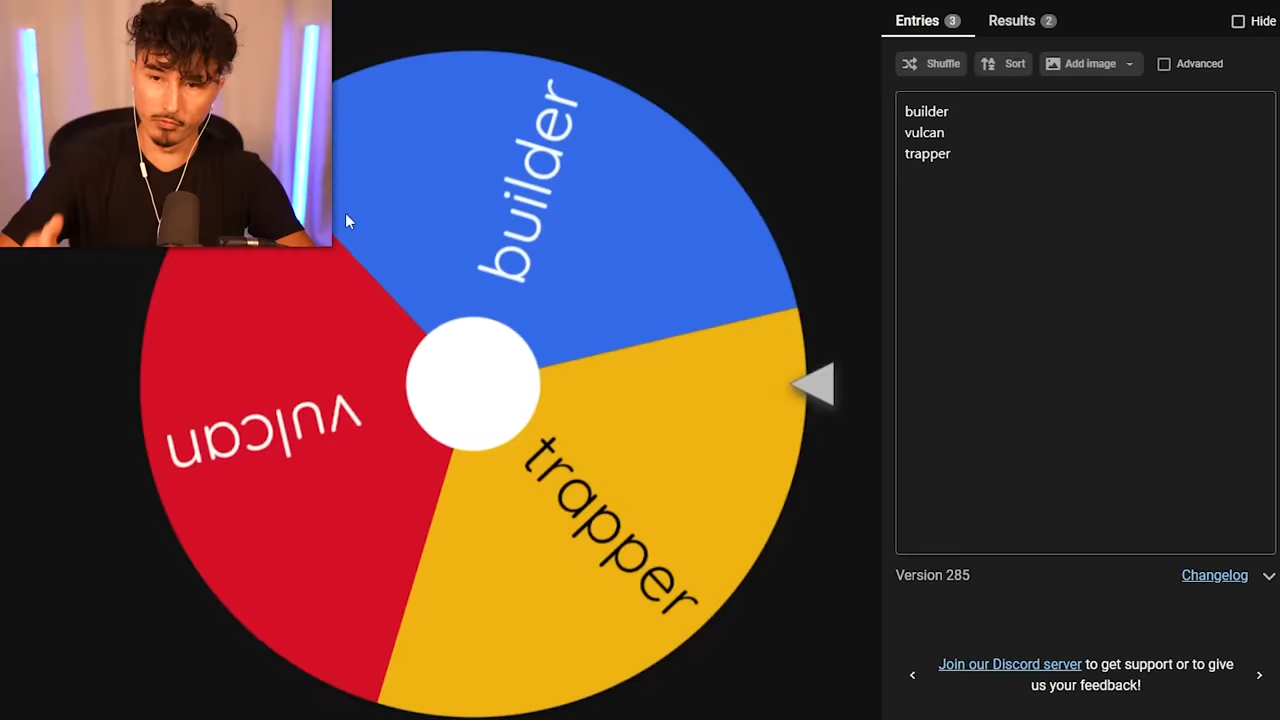 Entries 3 Results 2 Hide
Shuffle Sort Add image Advanced
builder
vulcan
trapper
builder
vulcan
trapper
Version 285 Changelog
Join our Discord server to get support or to give
us your feedback!